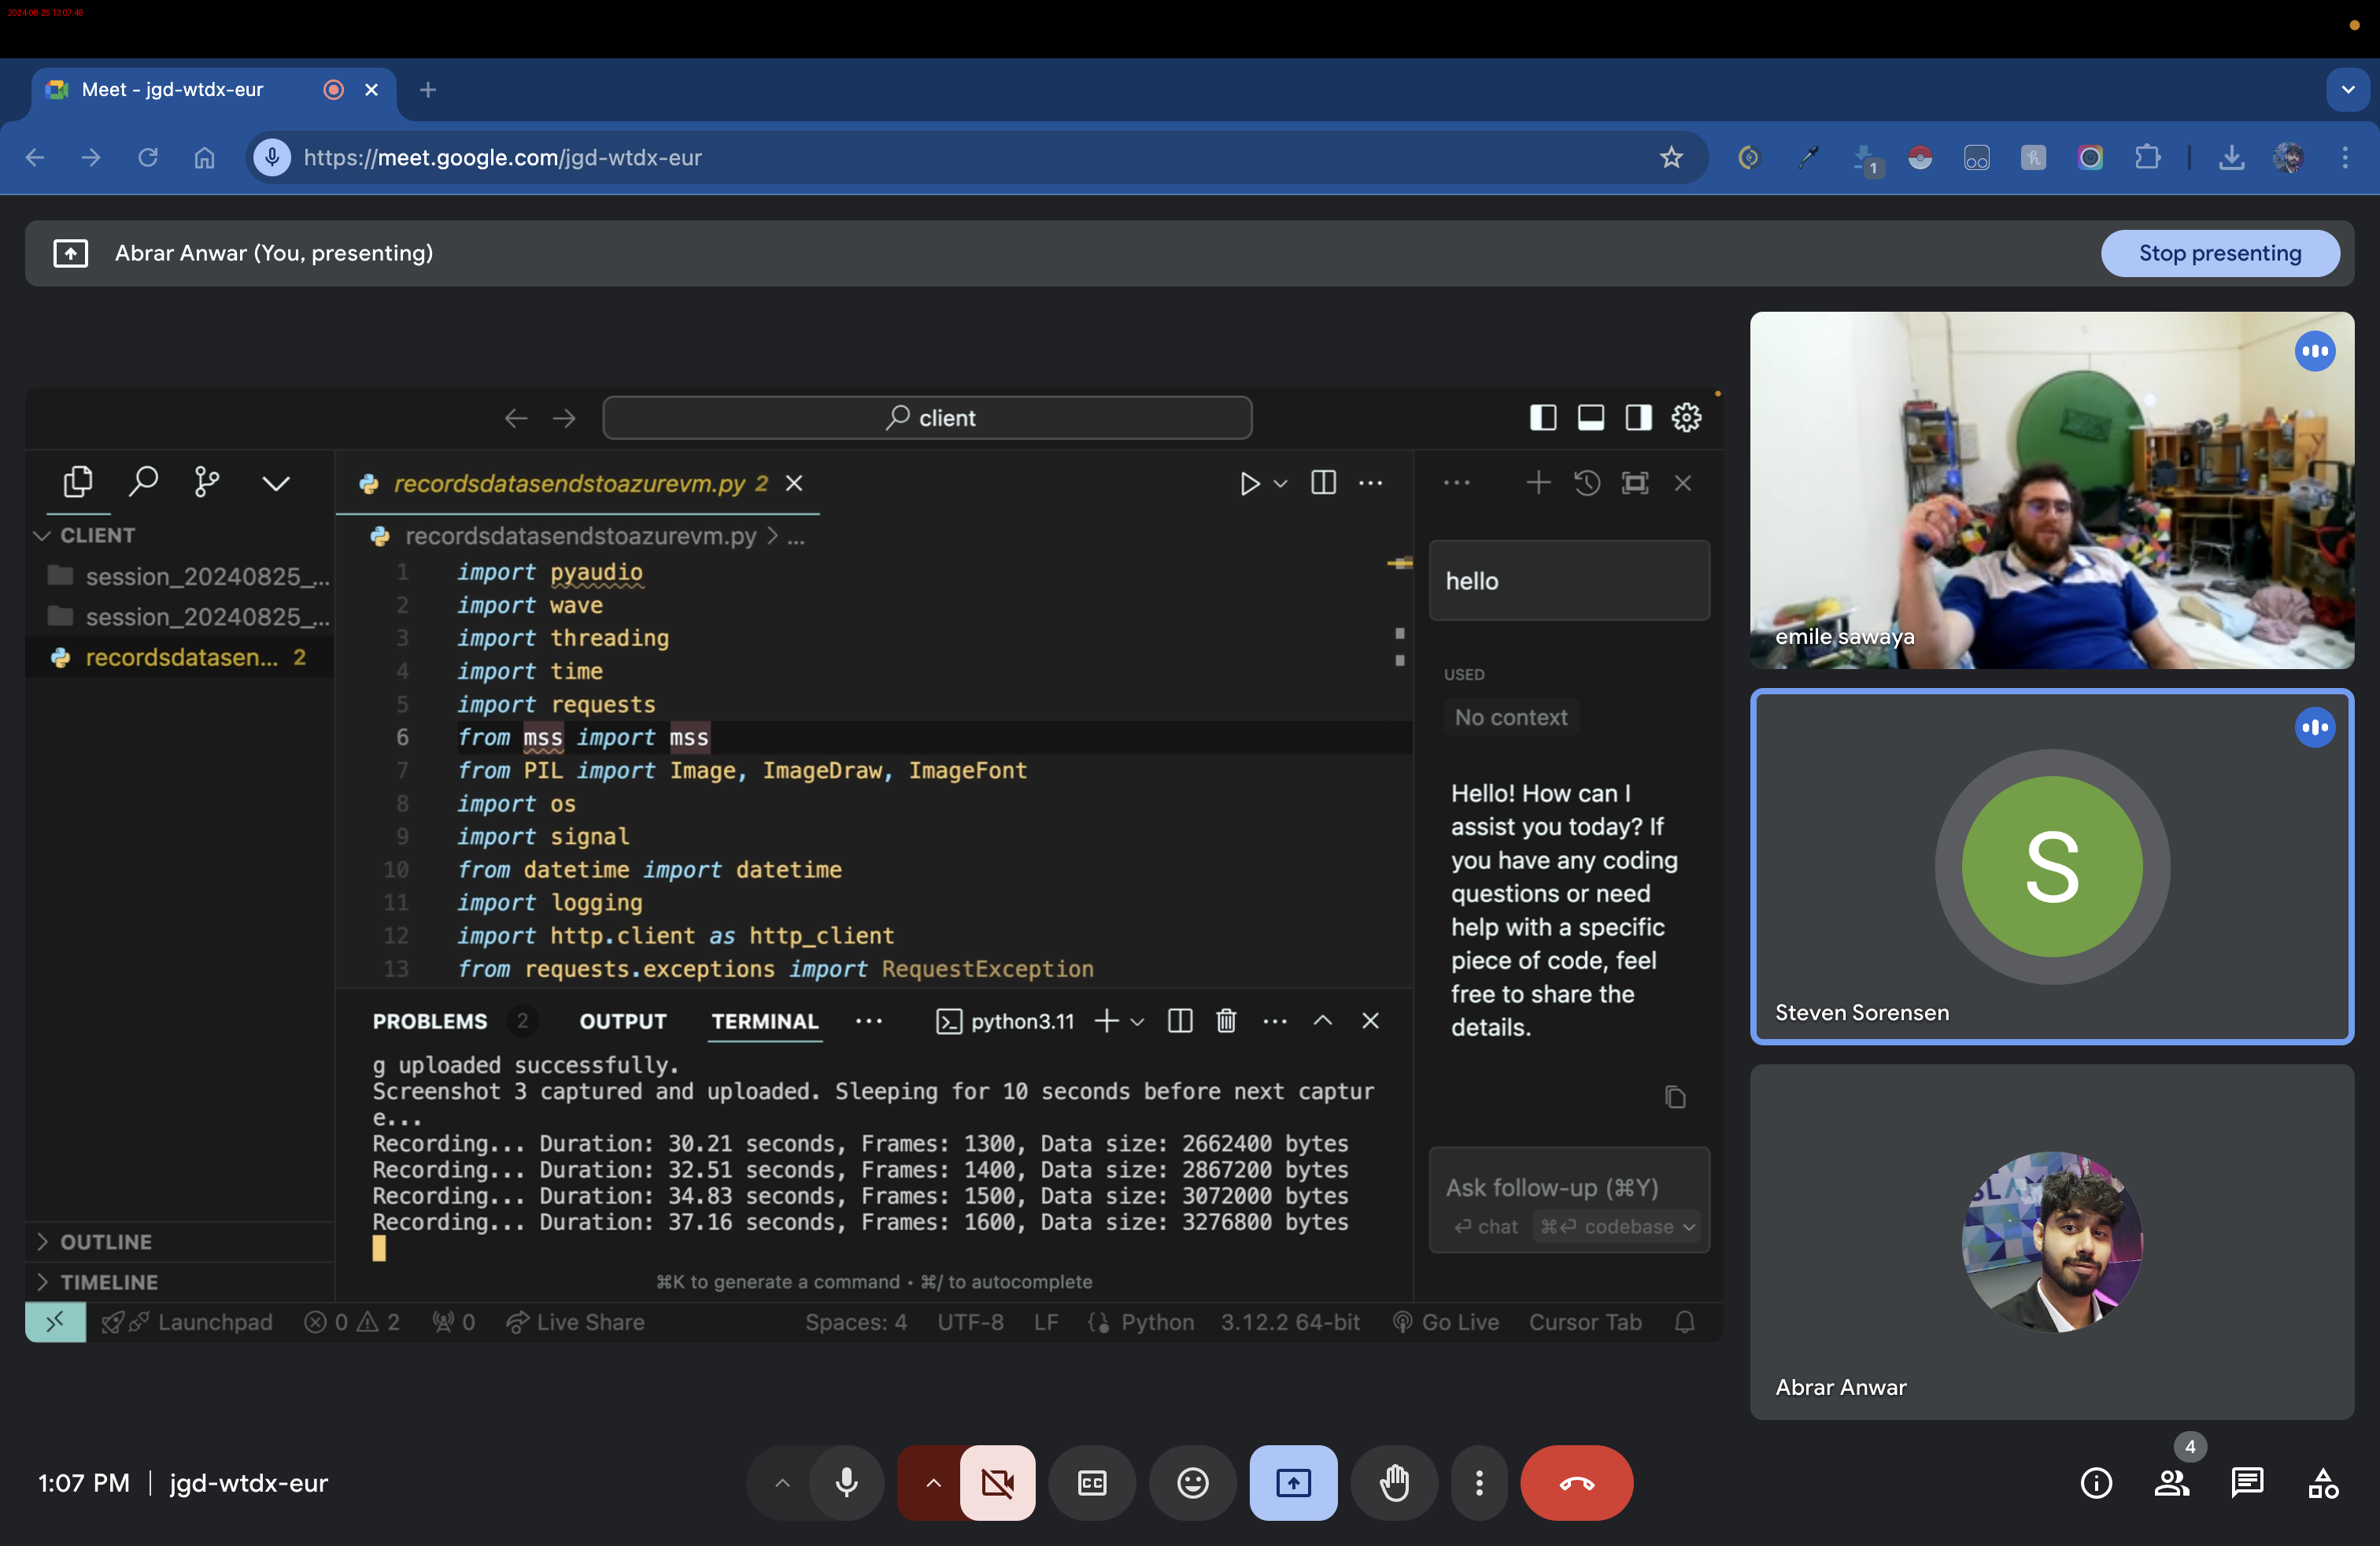 2024-08-26 13:07:48
Meet - jgd-wtdx-eur
https://meet.google.com/jgd-wtdx-eur
1
Abrar Anwar (You, presenting)
Stop presenting
client
recordsdatasendstoazurevm.py 2
CLIENT
session_20240825_...
session_20240825_...
recordsdatasen... 2
recordsdatasendstoazurevm.py > ...
1 import pyaudio
2 import wave
3 import threading
4 import time
5 import requests
6 from mss import mss
7 from PIL import Image, ImageDraw, ImageFont
8 import os
9 import signal
10 from datetime import datetime
11 import logging
12 import http.client as http_client
13 from requests.exceptions import RequestException
PROBLEMS 2 OUTPUT TERMINAL ... python3.11
g uploaded successfully.
Screenshot 3 captured and uploaded. Sleeping for 10 seconds before next captur
e...
Recording... Duration: 30.21 seconds, Frames: 1300, Data size: 2662400 bytes
Recording... Duration: 32.51 seconds, Frames: 1400, Data size: 2867200 bytes
Recording... Duration: 34.83 seconds, Frames: 1500, Data size: 3072000 bytes
Recording... Duration: 37.16 seconds, Frames: 1600, Data size: 3276800 bytes
⌘K to generate a command • ⌘/ to autocomplete
OUTLINE
TIMELINE
hello
USED
No context
Hello! How can I
assist you today? If
you have any coding
questions or need
help with a specific
piece of code, feel
free to share the
details.
Ask follow-up (⌘Y)
⏎ chat ⌘⏎ codebase
Launchpad 0 2 0 Live Share Spaces: 4 UTF-8 LF Python 3.12.2 64-bit Go Live Cursor Tab
emile sawaya
S
Steven Sorensen
Abrar Anwar
1:07 PM | jgd-wtdx-eur
CC
4